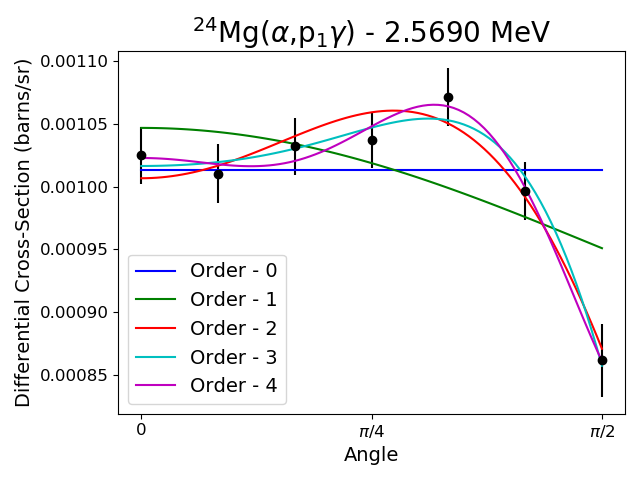 ²⁴Mg(α,p₁γ) - 2.5690 MeV
Differential Cross-Section (barns/sr)
0.00110
0.00105
0.00100
0.00095
0.00090
0.00085
Order - 0
Order - 1
Order - 2
Order - 3
Order - 4
0
π/4
π/2
Angle